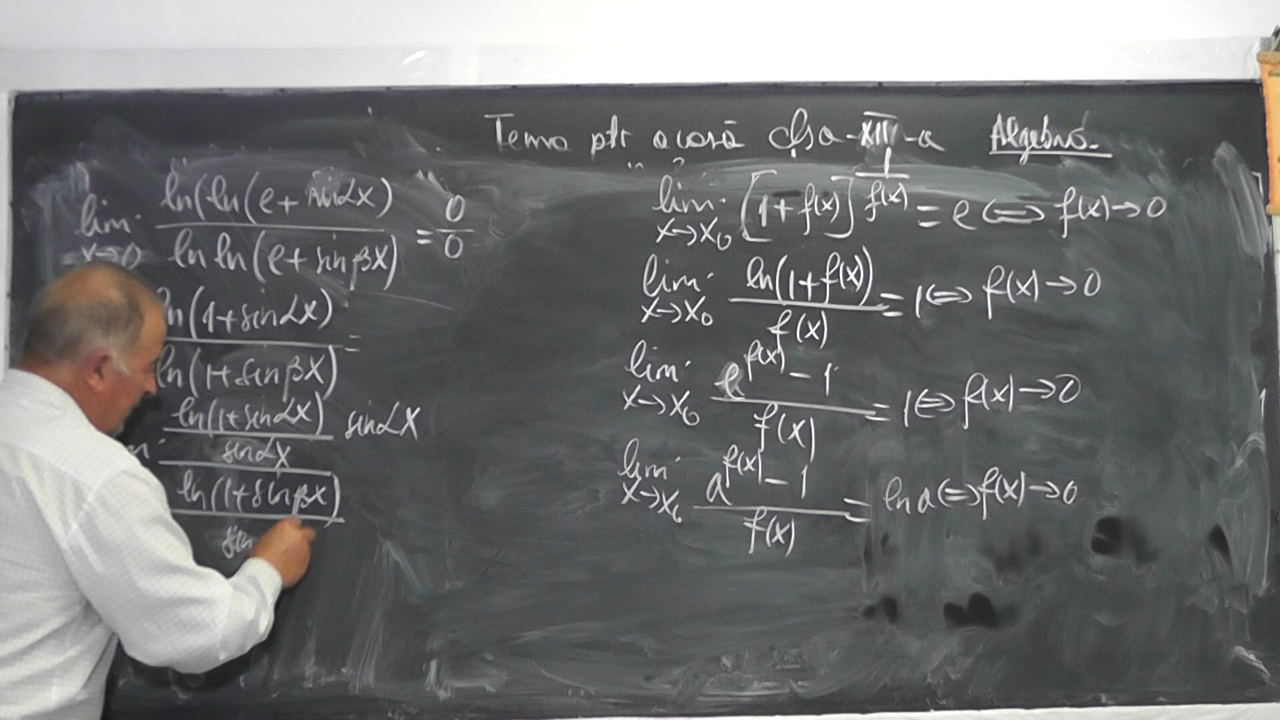 Tema ptr acasă clsa-XII-a Algebră
lim x→0 ln(ln(e+sinαx) / ln ln(e+sinβx) = "0/0
ln(1+sinαx) / ln(1+sinβx) =
ln(1+sinαx) / sinαx sinαx
ln(1+sinβx) / sin
lim x→x₀ [1+f(x)]^(1/f(x)) = e ⟺ f(x)→0
lim x→x₀ ln(1+f(x)) / f(x) = 1 ⟺ f(x)→0
lim x→x₀ e^f(x) - 1 / f(x) = 1 ⟺ f(x)→0
lim x→x₀ a^f(x) - 1 / f(x) = ln a ⟺ f(x)→0